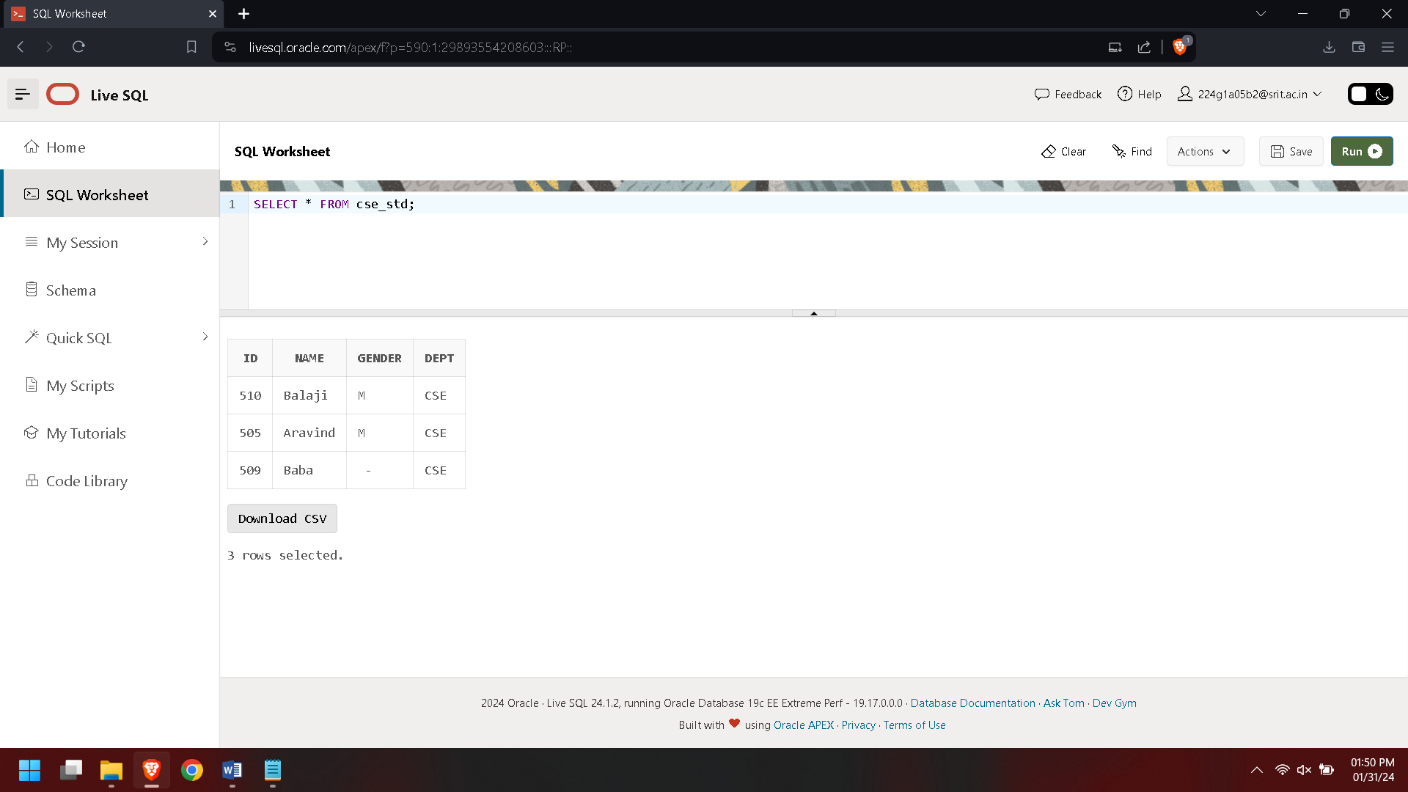 SQL Worksheet
livesql.oracle.com/apex/f?p=590:1:29893554208603:::RP::
1
Live SQL
Feedback
Help
224g1a05b2@srit.ac.in
Home
SQL Worksheet
My Session
Schema
Quick SQL
My Scripts
My Tutorials
Code Library
SQL Worksheet
Clear
Find
Actions
Save
Run
1 SELECT * FROM cse_std;
ID NAME GENDER DEPT
510 Balaji M CSE
505 Aravind M CSE
509 Baba - CSE
Download CSV
3 rows selected.
2024 Oracle · Live SQL 24.1.2, running Oracle Database 19c EE Extreme Perf - 19.17.0.0.0 · Database Documentation · Ask Tom · Dev Gym
Built with ❤ using Oracle APEX · Privacy · Terms of Use
01:50 PM
01/31/24